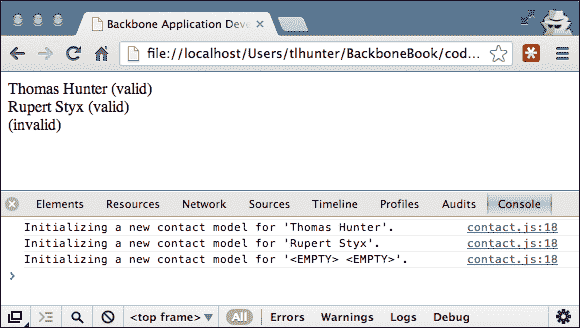 Backbone Application Deve
file://localhost/Users/tlhunter/BackboneBook/cod...
Thomas Hunter (valid)
Rupert Styx (valid)
(invalid)
Elements Resources Network Sources Timeline Profiles Audits Console
Initializing a new contact model for 'Thomas Hunter'. contact.js:18
Initializing a new contact model for 'Rupert Styx'. contact.js:18
Initializing a new contact model for '<EMPTY> <EMPTY>'. contact.js:18
<top frame> All Errors Warnings Logs Debug